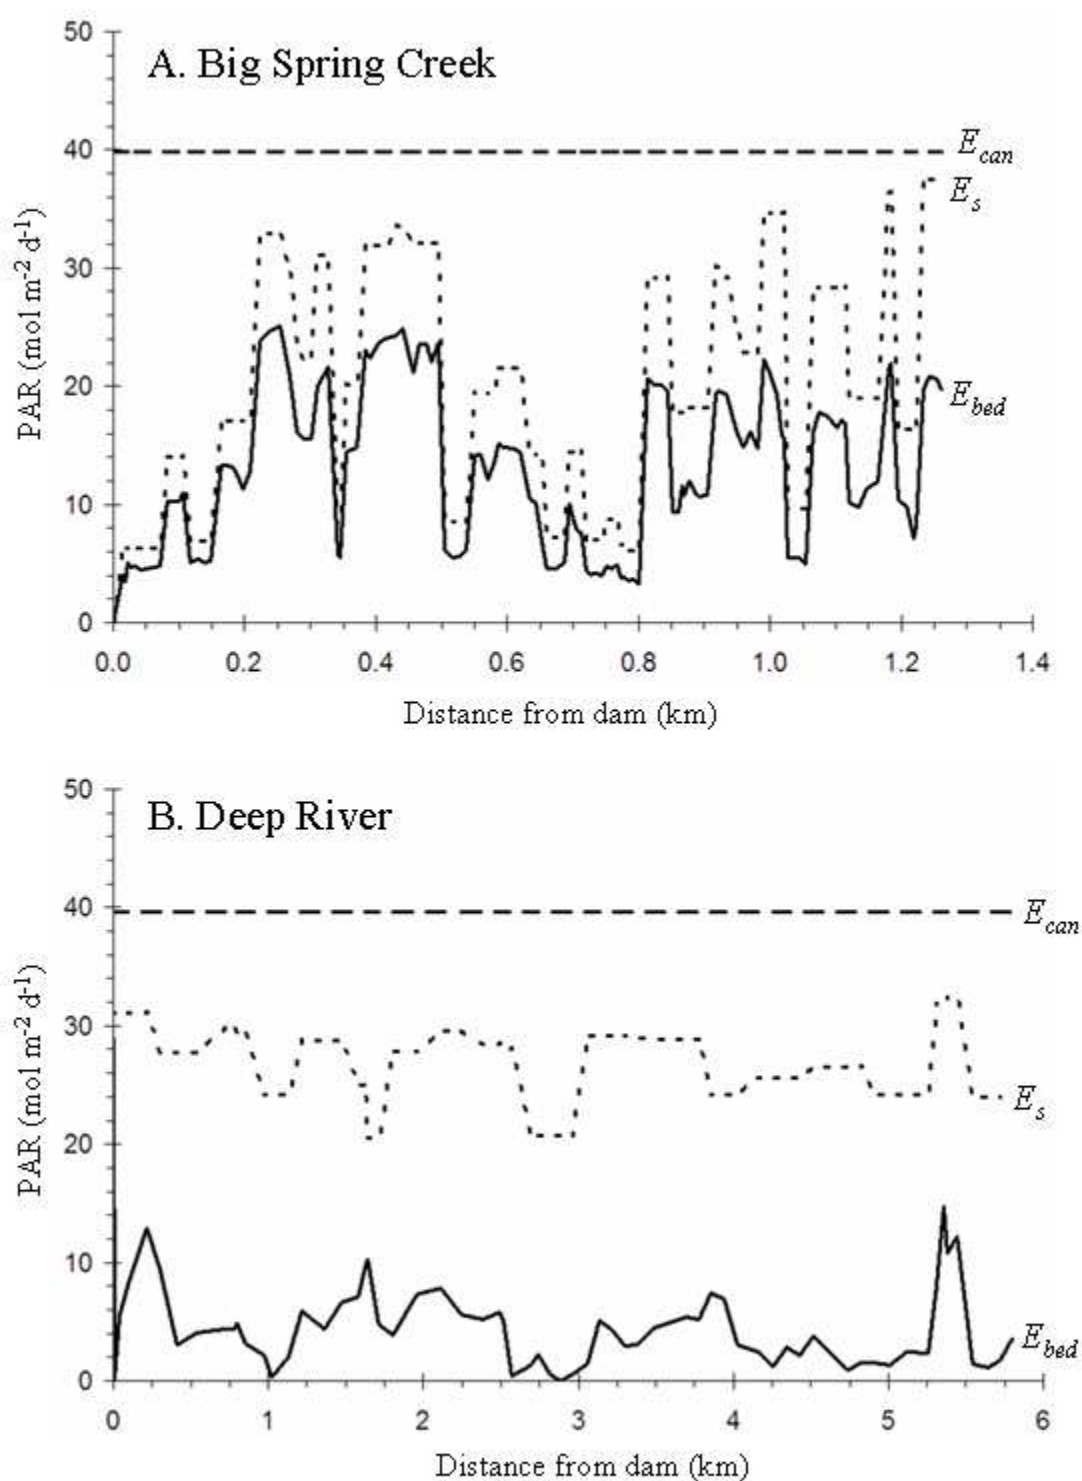 A. Big Spring Creek
PAR (mol m⁻² d⁻¹)
50
40
30
20
10
0
E_can
E_s
E_bed
0.0 0.2 0.4 0.6 0.8 1.0 1.2 1.4
Distance from dam (km)
B. Deep River
PAR (mol m⁻² d⁻¹)
50
40
30
20
10
0
E_can
E_s
E_bed
0 1 2 3 4 5 6
Distance from dam (km)